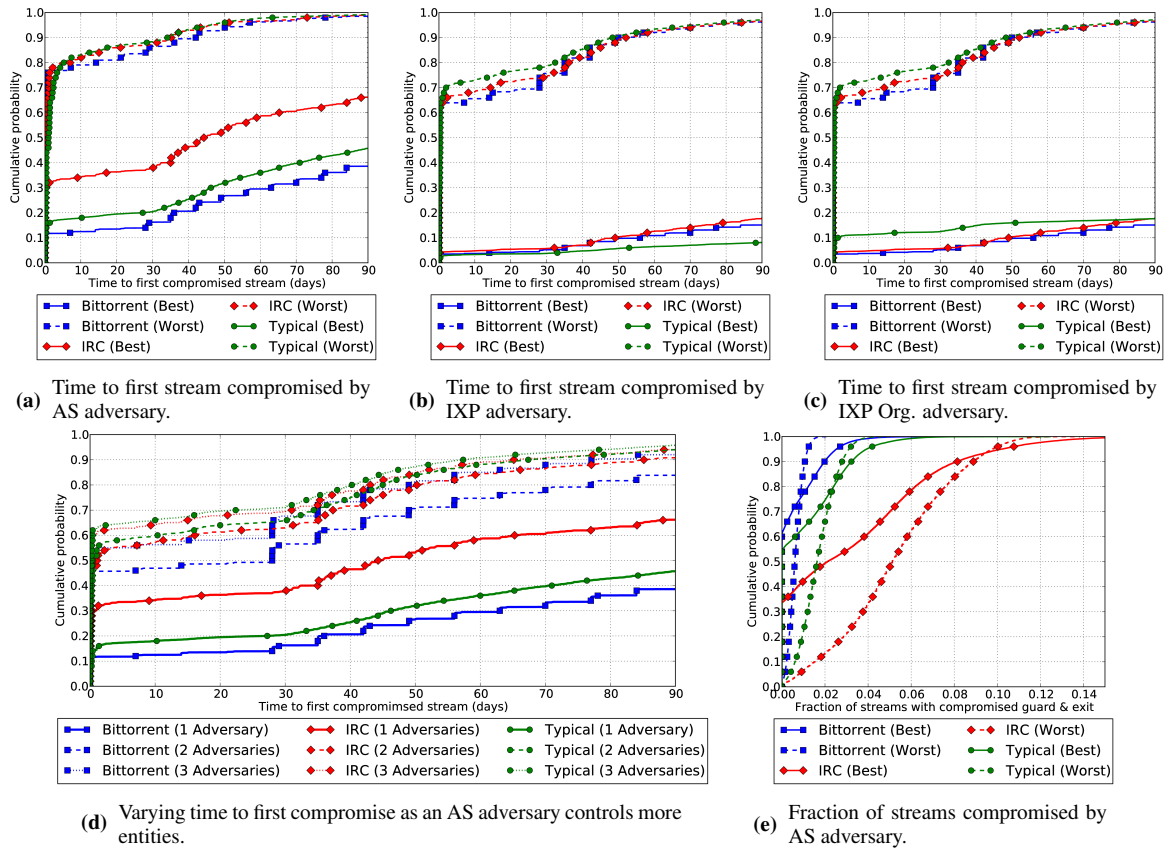 1.0
0.9
0.8
0.7
0.6
0.5
0.4
0.3
0.2
0.1
0.0
Cumulative probability
0 10 20 30 40 50 60 70 80 90
Time to first compromised stream (days)
Bittorrent (Best)
Bittorrent (Worst)
IRC (Best)
IRC (Worst)
Typical (Best)
Typical (Worst)
(a) Time to first stream compromised by
AS adversary.
1.0
0.9
0.8
0.7
0.6
0.5
0.4
0.3
0.2
0.1
0.0
Cumulative probability
0 10 20 30 40 50 60 70 80 90
Time to first compromised stream (days)
Bittorrent (Best)
Bittorrent (Worst)
IRC (Best)
IRC (Worst)
Typical (Best)
Typical (Worst)
(b) Time to first stream compromised by
IXP adversary.
1.0
0.9
0.8
0.7
0.6
0.5
0.4
0.3
0.2
0.1
0.0
Cumulative probability
0 10 20 30 40 50 60 70 80 90
Time to first compromised stream (days)
Bittorrent (Best)
Bittorrent (Worst)
IRC (Best)
IRC (Worst)
Typical (Best)
Typical (Worst)
(c) Time to first stream compromised by
IXP Org. adversary.
1.0
0.9
0.8
0.7
0.6
0.5
0.4
0.3
0.2
0.1
0.0
Cumulative probability
0 10 20 30 40 50 60 70 80 90
Time to first compromimsed stream (days)
Bittorrent (1 Adversary)
Bittorrent (2 Adversaries)
Bittorrent (3 Adversaries)
IRC (1 Adversaries)
IRC (2 Adversaries)
IRC (3 Adversaries)
Typical (1 Adversary)
Typical (2 Adversaries)
Typical (3 Adversaries)
(d) Varying time to first compromise as an AS adversary controls more
entities.
1.0
0.9
0.8
0.7
0.6
0.5
0.4
0.3
0.2
0.1
0.0
Cumulative probability
0.00 0.02 0.04 0.06 0.08 0.10 0.12 0.14
Fraction of streams with compromised guard & exit
Bittorrent (Best)
Bittorrent (Worst)
IRC (Best)
IRC (Worst)
Typical (Best)
Typical (Worst)
(e) Fraction of streams compromised by
AS adversary.